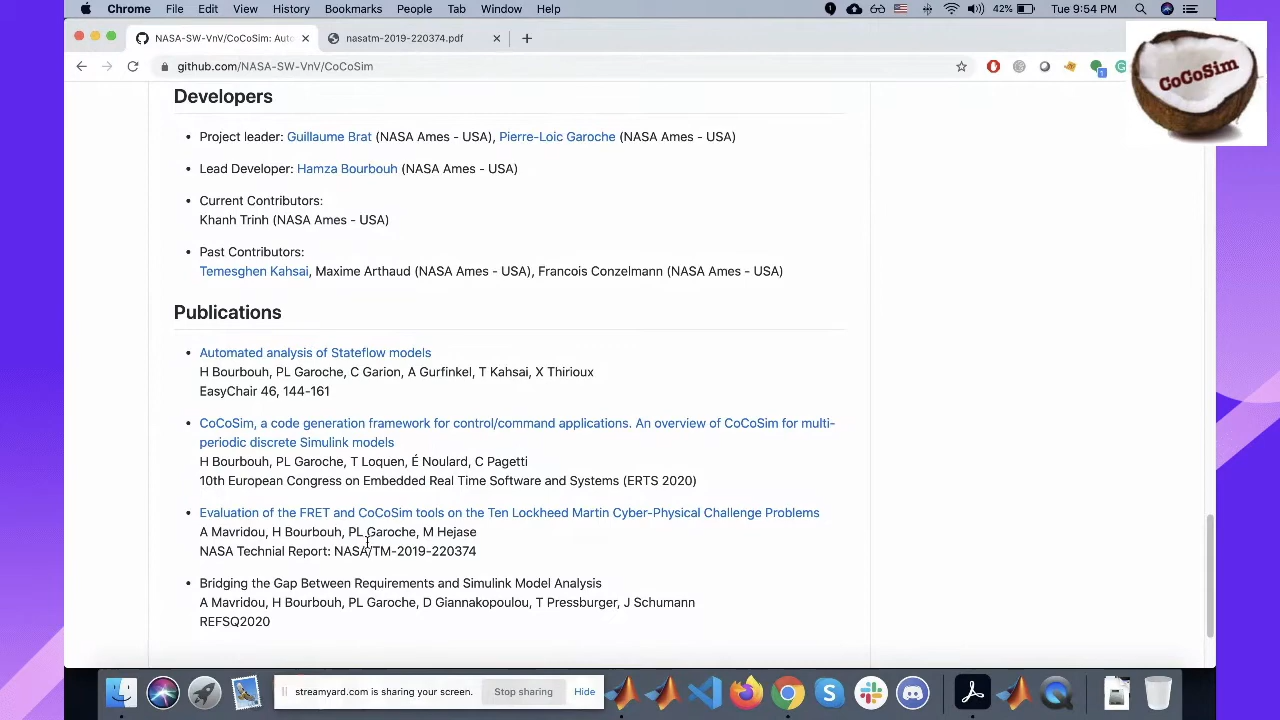 Chrome File Edit View History Bookmarks People Tab Window Help 42% Tue 9:54 PM
NASA-SW-VnV/CoCoSim: Auto
nasatm-2019-220374.pdf
github.com/NASA-SW-VnV/CoCoSim
CoCoSim
Developers
Project leader: Guillaume Brat (NASA Ames - USA), Pierre-Loic Garoche (NASA Ames - USA)
Lead Developer: Hamza Bourbouh (NASA Ames - USA)
Current Contributors:
Khanh Trinh (NASA Ames - USA)
Past Contributors:
Temesghen Kahsai, Maxime Arthaud (NASA Ames - USA), Francois Conzelmann (NASA Ames - USA)
Publications
Automated analysis of Stateflow models
H Bourbouh, PL Garoche, C Garion, A Gurfinkel, T Kahsai, X Thirioux
EasyChair 46, 144-161
CoCoSim, a code generation framework for control/command applications. An overview of CoCoSim for multi-
periodic discrete Simulink models
H Bourbouh, PL Garoche, T Loquen, É Noulard, C Pagetti
10th European Congress on Embedded Real Time Software and Systems (ERTS 2020)
Evaluation of the FRET and CoCoSim tools on the Ten Lockheed Martin Cyber-Physical Challenge Problems
A Mavridou, H Bourbouh, PL Garoche, M Hejase
NASA Technial Report: NASA/TM-2019-220374
Bridging the Gap Between Requirements and Simulink Model Analysis
A Mavridou, H Bourbouh, PL Garoche, D Giannakopoulou, T Pressburger, J Schumann
REFSQ2020
streamyard.com is sharing your screen. Stop sharing Hide